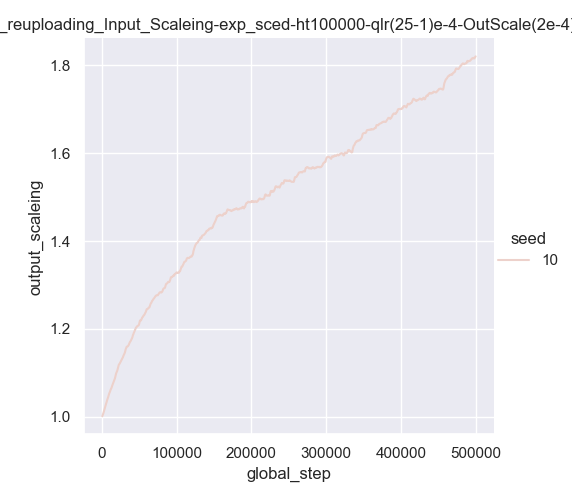 _reuploading_Input_Scaleing-exp_sced-ht100000-qlr(25-1)e-4-OutScale(2e-4)
1.8
1.6
1.4
1.2
1.0
output_scaleing
0 100000 200000 300000 400000 500000
global_step
seed
10